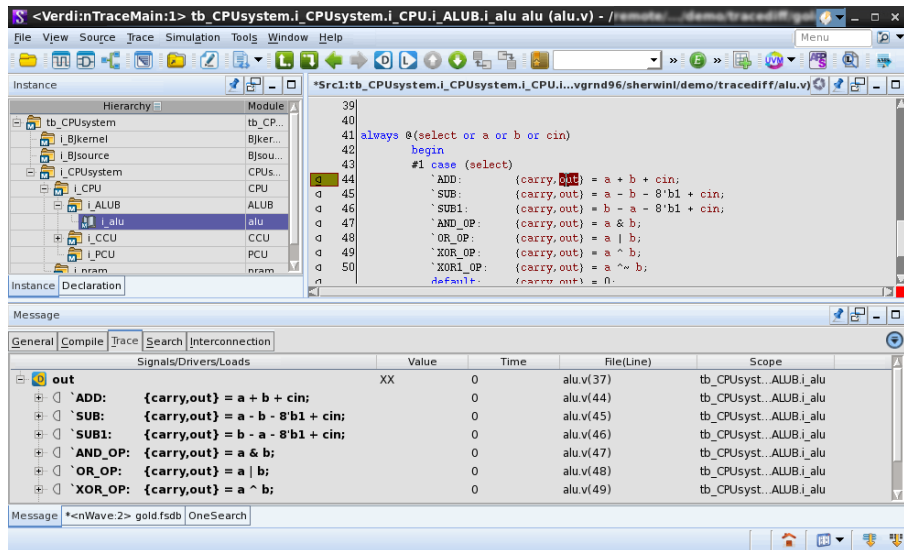 <Verdi:nTraceMain:1> tb_CPUsystem.i_CPUsystem.i_CPU.i_ALUB.i_alu alu (alu.v) -
File View Source Trace Simulation Tools Window Help
Menu
Instance
*Src1:tb_CPUsystem.i_CPUsystem.i_CPU.i...vgrnd96/sherwinl/demo/tracediff/alu.v)
Hierarchy Module
tb_CPUsystem tb_CP...
i_BJkernel BJker...
i_BJsource BJsou...
i_CPUsystem CPUs...
i_CPU CPU
i_ALUB ALUB
i_alu alu
i_CCU CCU
i_PCU PCU
i_pram pram
Instance Declaration
39
40
41 always @(select or a or b or cin)
42 begin
43 #1 case (select)
44 `ADD: {carry,out} = a + b + cin;
45 `SUB: {carry,out} = a - b - 8'b1 + cin;
46 `SUB1: {carry,out} = b - a - 8'b1 + cin;
47 `AND_OP: {carry,out} = a & b;
48 `OR_OP: {carry,out} = a | b;
49 `XOR_OP: {carry,out} = a ^ b;
50 `XOR1_OP: {carry,out} = a ^~ b;
default: {carry,out} = 0;
Message
General Compile Trace Search Interconnection
Signals/Drivers/Loads Value Time File(Line) Scope
out XX 0 alu.v(37) tb_CPUsyst...ALUB.i_alu
`ADD: {carry,out} = a + b + cin; 0 alu.v(44) tb_CPUsyst...ALUB.i_alu
`SUB: {carry,out} = a - b - 8'b1 + cin; 0 alu.v(45) tb_CPUsyst...ALUB.i_alu
`SUB1: {carry,out} = b - a - 8'b1 + cin; 0 alu.v(46) tb_CPUsyst...ALUB.i_alu
`AND_OP: {carry,out} = a & b; 0 alu.v(47) tb_CPUsyst...ALUB.i_alu
`OR_OP: {carry,out} = a | b; 0 alu.v(48) tb_CPUsyst...ALUB.i_alu
`XOR_OP: {carry,out} = a ^ b; 0 alu.v(49) tb_CPUsyst...ALUB.i_alu
Message *<nWave:2> gold.fsdb OneSearch